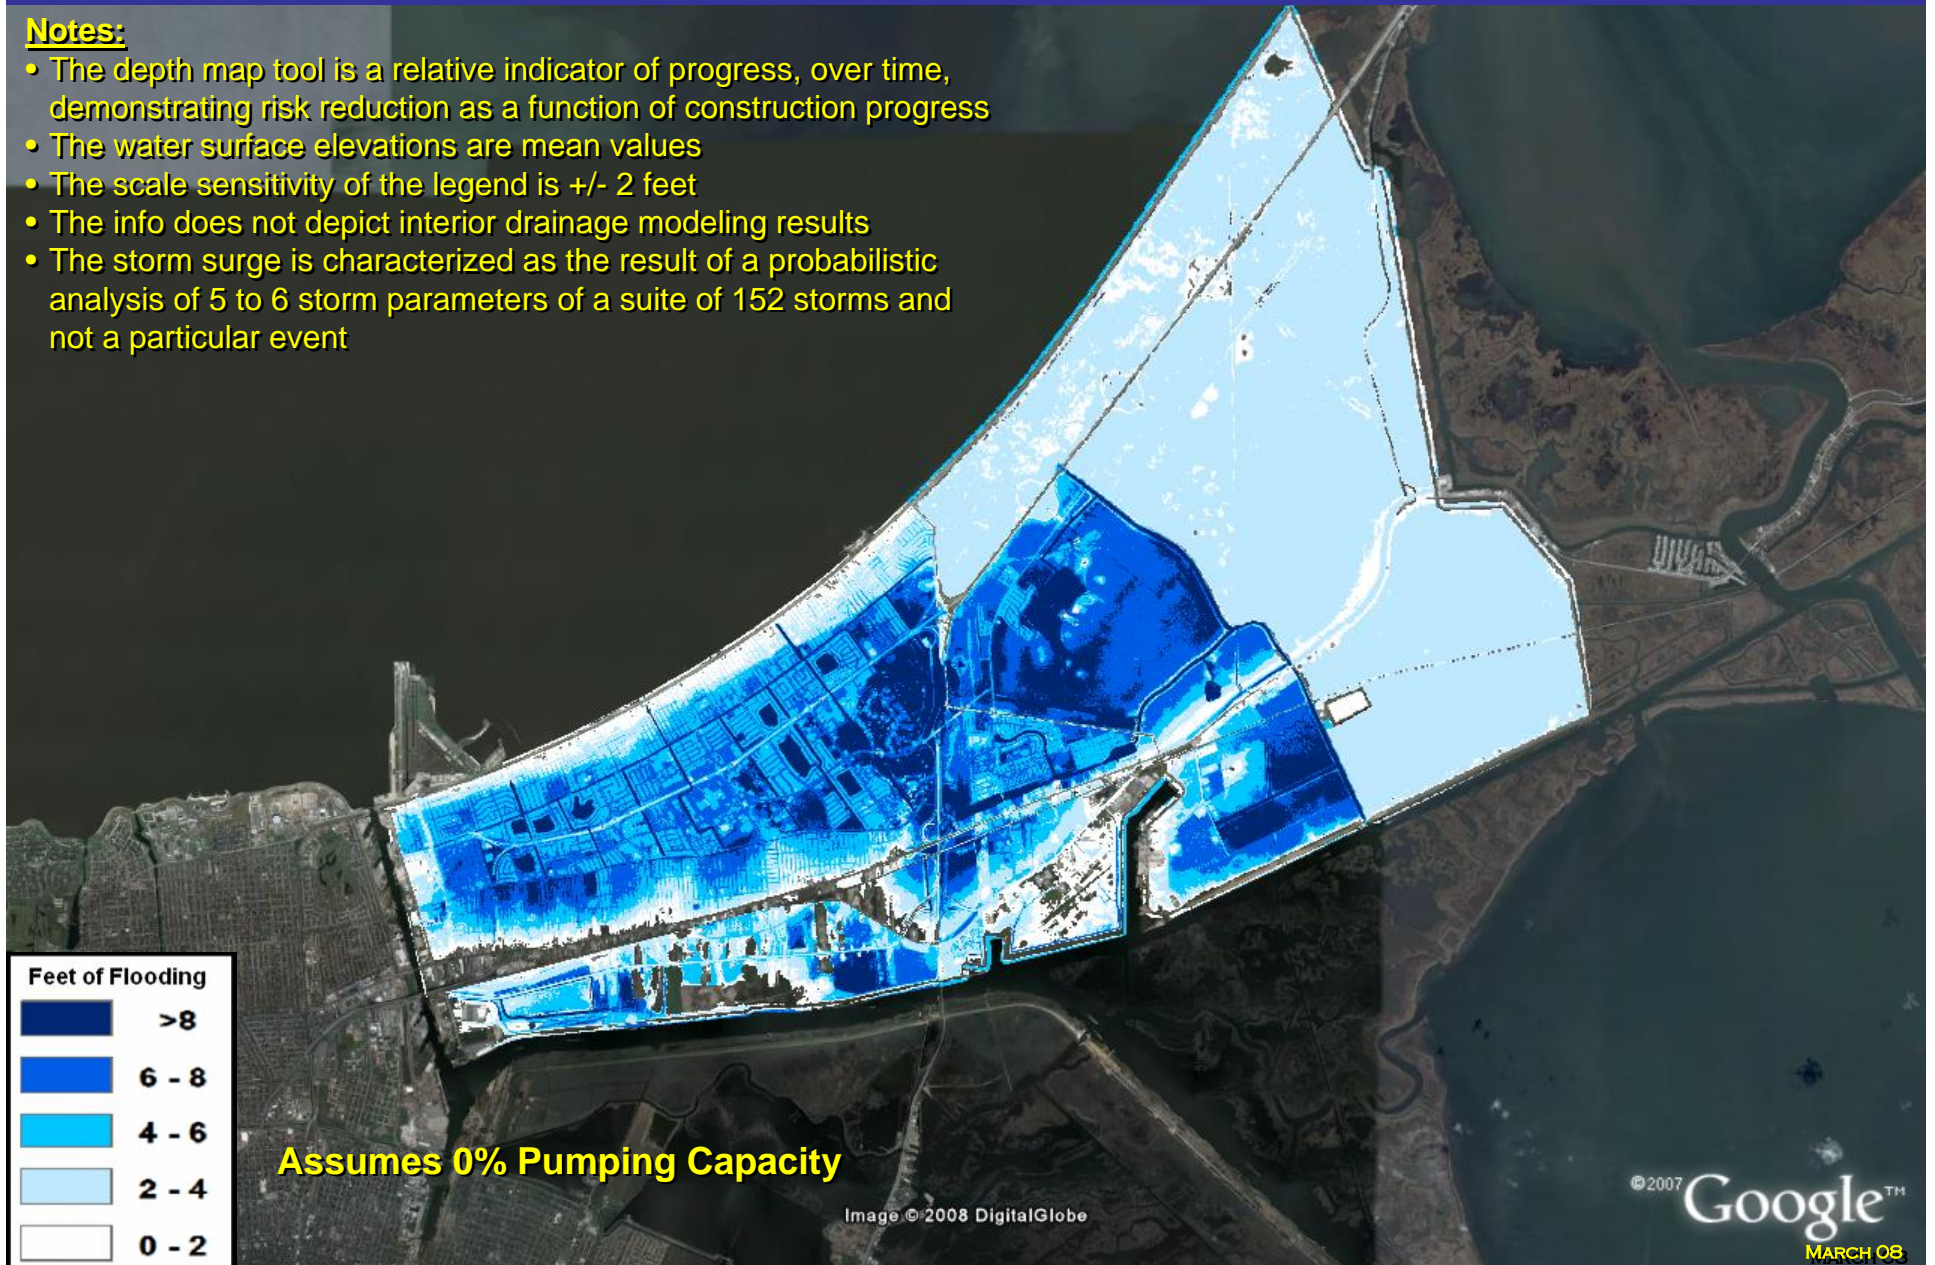 Notes:
• The depth map tool is a relative indicator of progress, over time,
demonstrating risk reduction as a function of construction progress
• The water surface elevations are mean values
• The scale sensitivity of the legend is +/- 2 feet
• The info does not depict interior drainage modeling results
• The storm surge is characterized as the result of a probabilistic
analysis of 5 to 6 storm parameters of a suite of 152 storms and
not a particular event
Feet of Flooding
>8
6 - 8
4 - 6
2 - 4
0 - 2
Assumes 0% Pumping Capacity
Image © 2008 DigitalGlobe
©2007 Google™
MARCH 08